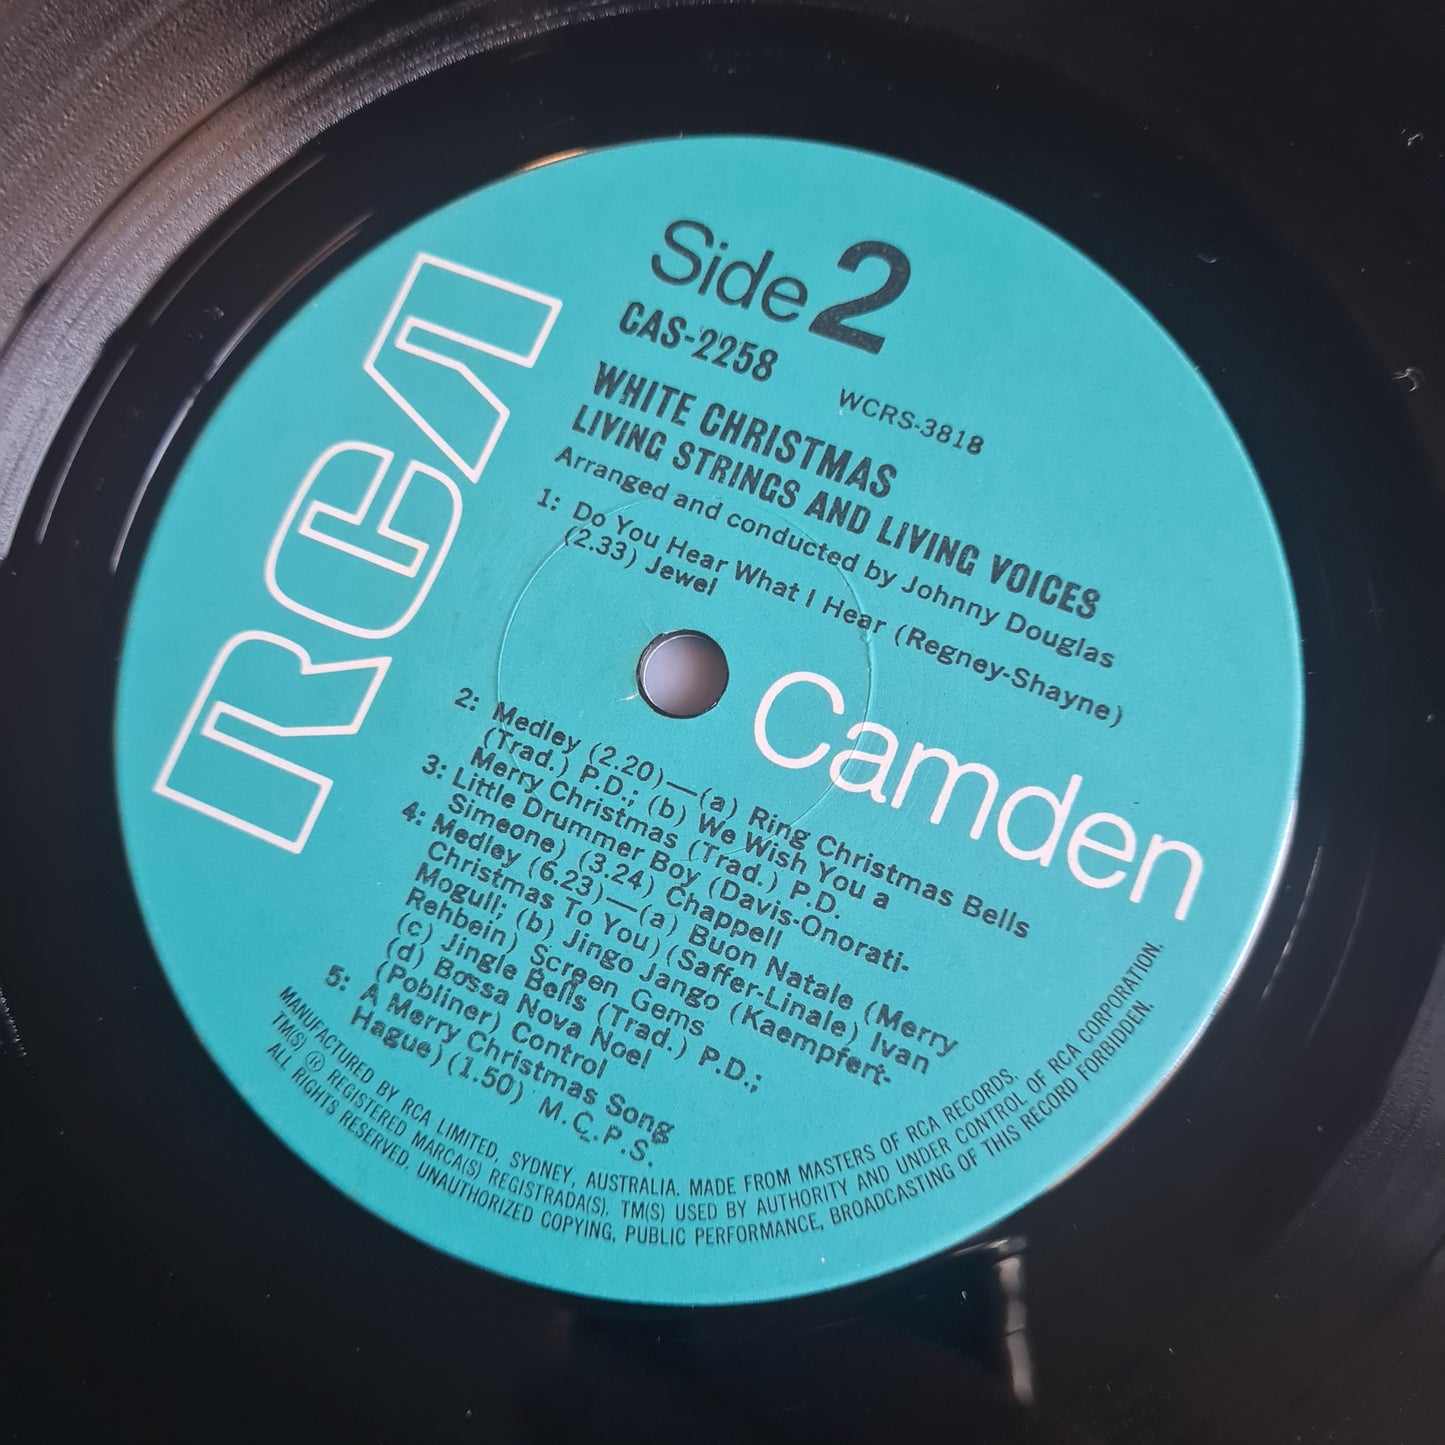 RCA
Side 2
CAS-2258
WCRS-3818
WHITE CHRISTMAS
LIVING STRINGS AND LIVING VOICES
Arranged and conducted by Johnny Douglas
1: Do You Hear What I Hear (Regney-Shayne)
(2.33) Jewel
Camden
2: Medley (2.20)—(a) Ring Christmas Bells
(Trad.) P.D.; (b) We Wish You a
Merry Christmas (Trad.) P.D.
3: Little Drummer Boy (Davis-Onorati-
Simeone) (3.24) Chappell
4: Medley (6.23)—(a) Buon Natale (Merry
Christmas To You) (Saffer-Linale) Ivan
Mogull; (b) Jingo Jango (Kaempfert-
Rehbein) Screen Gems
(c) Jingle Bells (Trad.) P.D.;
(d) Bossa Nova Noel
(Pobliner) Control
5: A Merry Christmas Song
Hague) (1.50) M.C.P.S.
MANUFACTURED BY RCA LIMITED, SYDNEY, AUSTRALIA. MADE FROM MASTERS OF RCA RECORDS.
TM(S) ® REGISTERED MARCA(S) REGISTRADA(S). TM(S) USED BY AUTHORITY AND UNDER CONTROL OF RCA CORPORATION.
ALL RIGHTS RESERVED. UNAUTHORIZED COPYING, PUBLIC PERFORMANCE, BROADCASTING OF THIS RECORD FORBIDDEN.